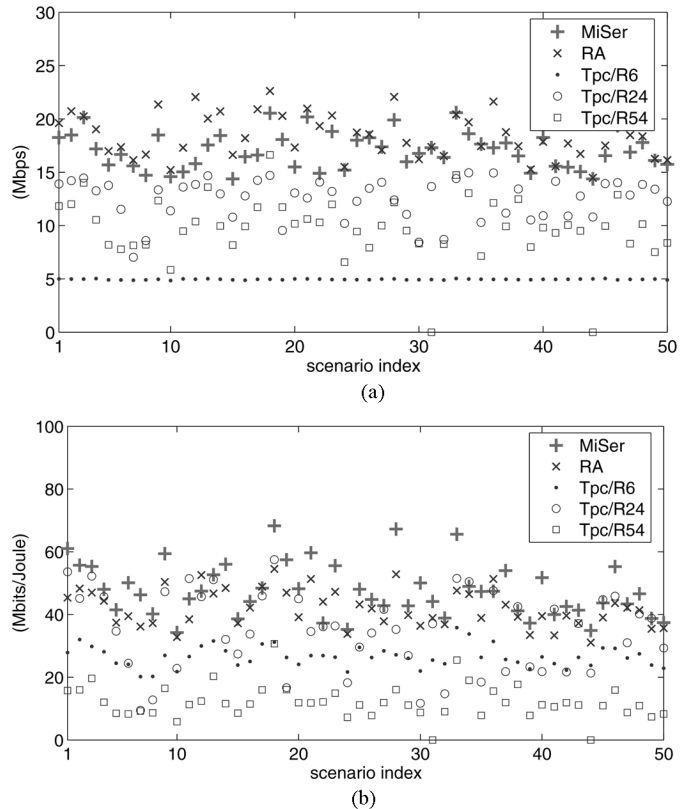 30
25
20
15
10
5
0
(Mbps)
MiSer
RA
Tpc/R6
Tpc/R24
Tpc/R54
1 10 20 30 40 50
scenario index
(a)
100
80
60
40
20
0
(Mbits/Joule)
MiSer
RA
Tpc/R6
Tpc/R24
Tpc/R54
1 10 20 30 40 50
scenario index
(b)